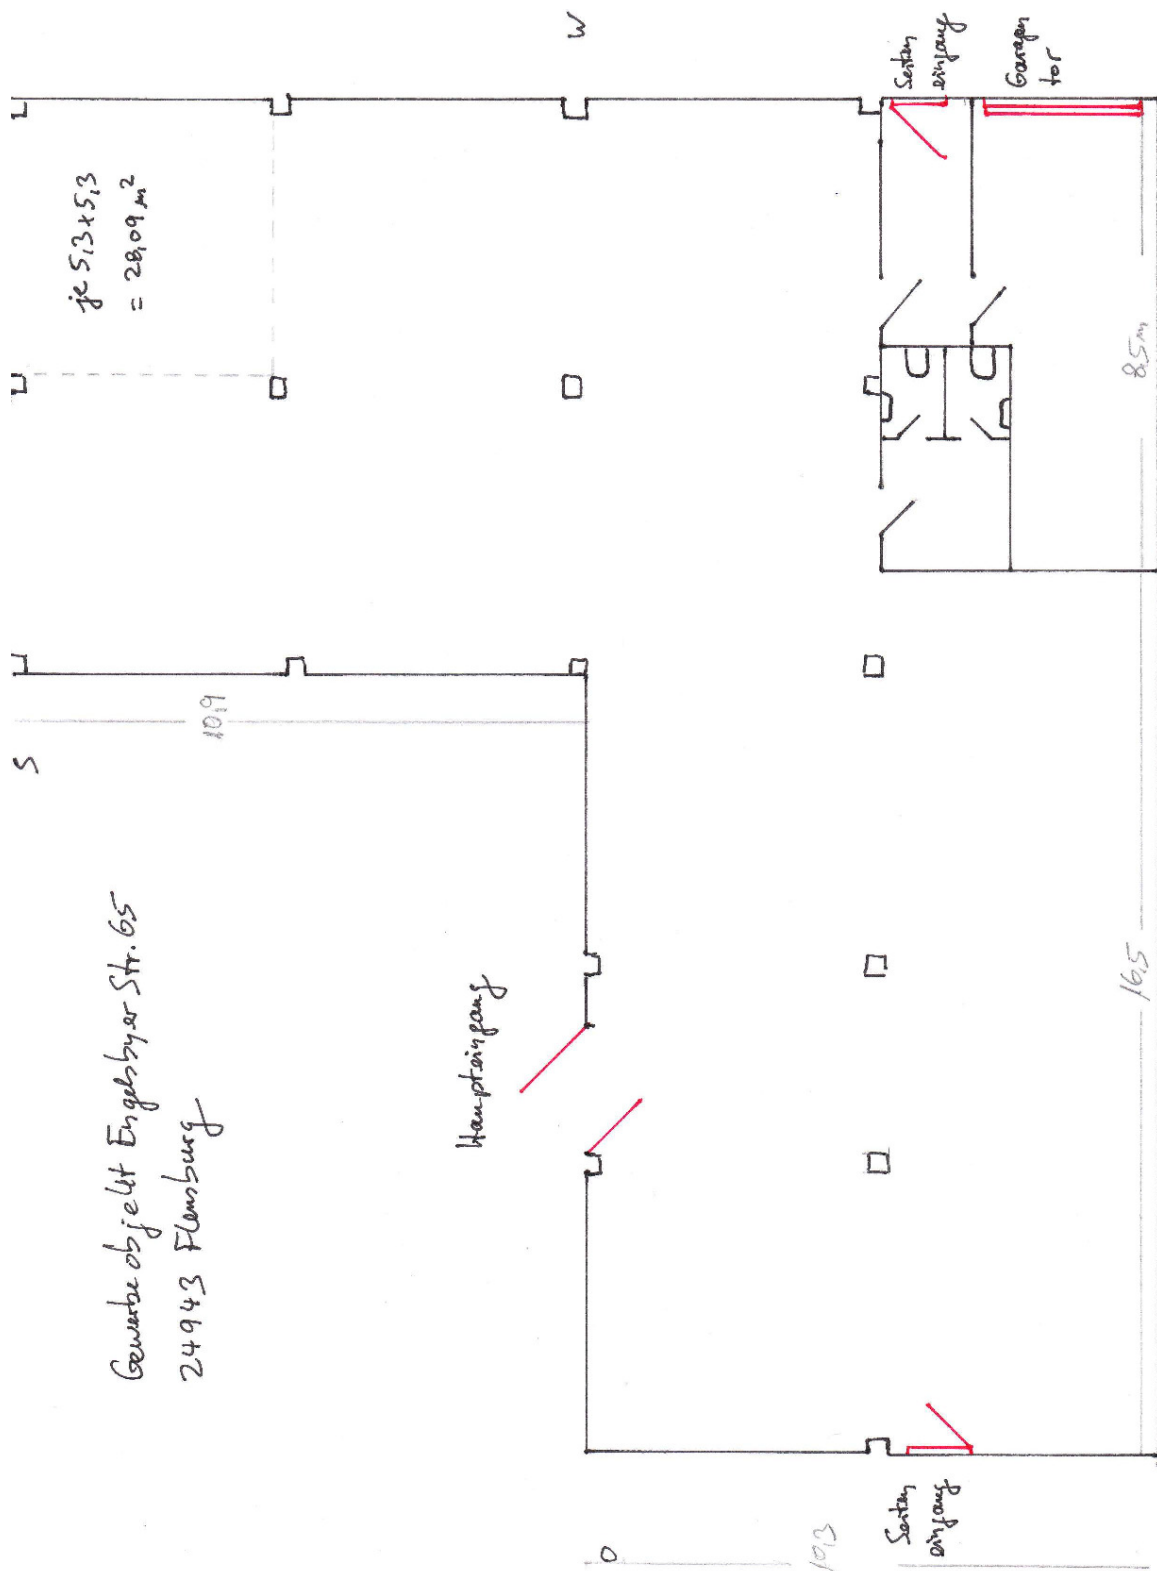 Gewerbeobjekt Engelsbyer Str. 65
24943 Flensburg
S
10,9
je 5,3 x 5,3
= 28,09 m²
Haupteingang
W
O
10,3
Seiten
eingang
16,5
8,5 m
Seiten
eingang
Garagen
tor